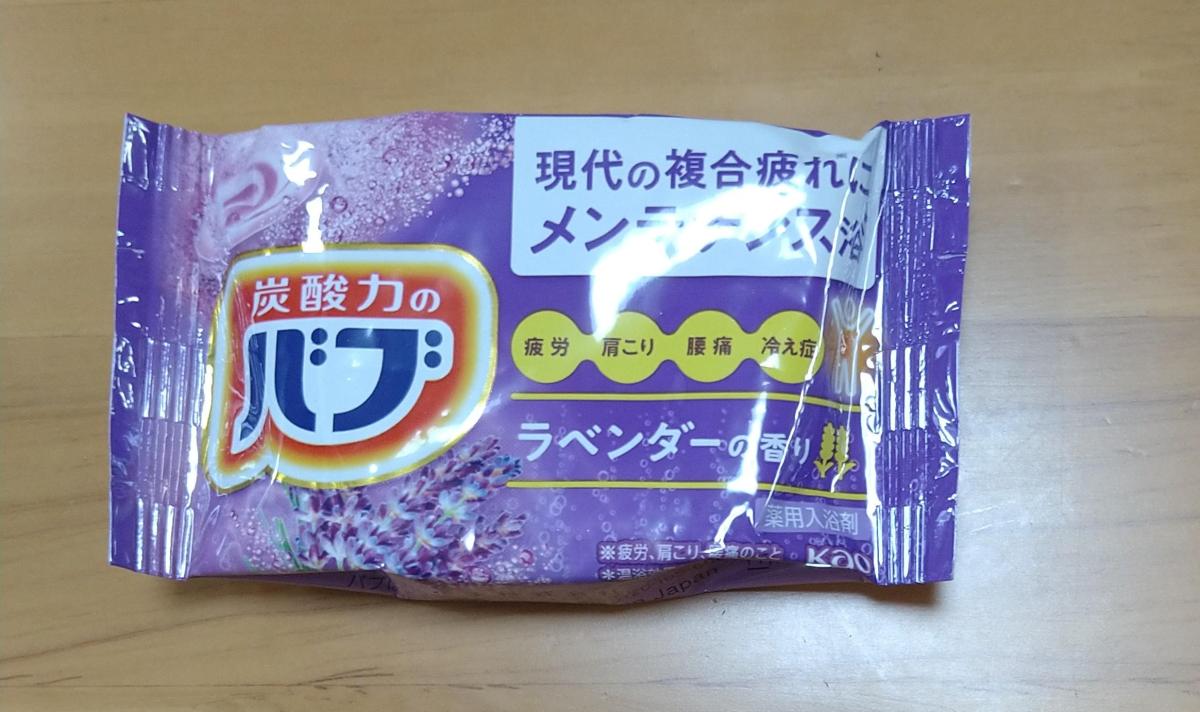 現代の複合疲れに
メンテナンス浴
炭酸力の
バブ
疲労 肩こり 腰痛 冷え症
ラベンダーの香り
薬用入浴剤
※疲労、肩こり、腰痛のこと
Kao
Japan